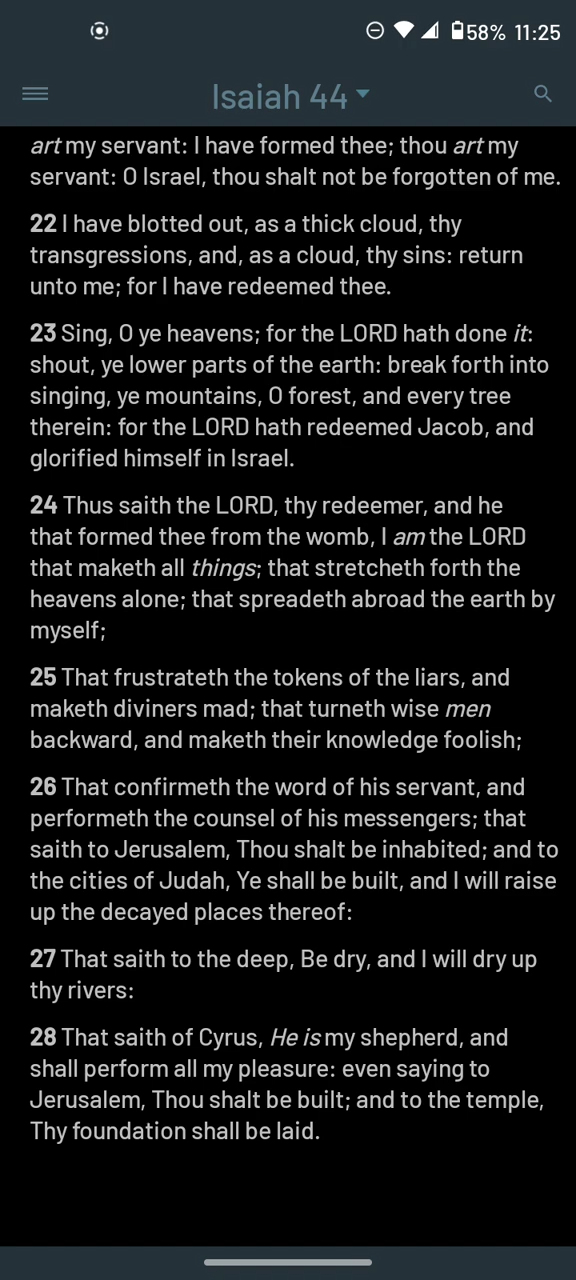 58% 11:25
Isaiah 44
art my servant: I have formed thee; thou art my
servant: O Israel, thou shalt not be forgotten of me.
22 I have blotted out, as a thick cloud, thy
transgressions, and, as a cloud, thy sins: return
unto me; for I have redeemed thee.
23 Sing, O ye heavens; for the LORD hath done it:
shout, ye lower parts of the earth: break forth into
singing, ye mountains, O forest, and every tree
therein: for the LORD hath redeemed Jacob, and
glorified himself in Israel.
24 Thus saith the LORD, thy redeemer, and he
that formed thee from the womb, I am the LORD
that maketh all things; that stretcheth forth the
heavens alone; that spreadeth abroad the earth by
myself;
25 That frustrateth the tokens of the liars, and
maketh diviners mad; that turneth wise men
backward, and maketh their knowledge foolish;
26 That confirmeth the word of his servant, and
performeth the counsel of his messengers; that
saith to Jerusalem, Thou shalt be inhabited; and to
the cities of Judah, Ye shall be built, and I will raise
up the decayed places thereof:
27 That saith to the deep, Be dry, and I will dry up
thy rivers:
28 That saith of Cyrus, He is my shepherd, and
shall perform all my pleasure: even saying to
Jerusalem, Thou shalt be built; and to the temple,
Thy foundation shall be laid.